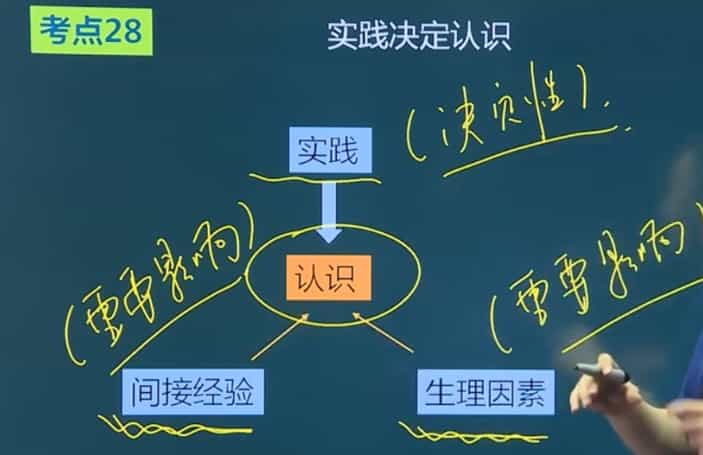 考点28
实践决定认识
(决定性)
实践
(重要影响)
认识
(重要影响)
间接经验
生理因素